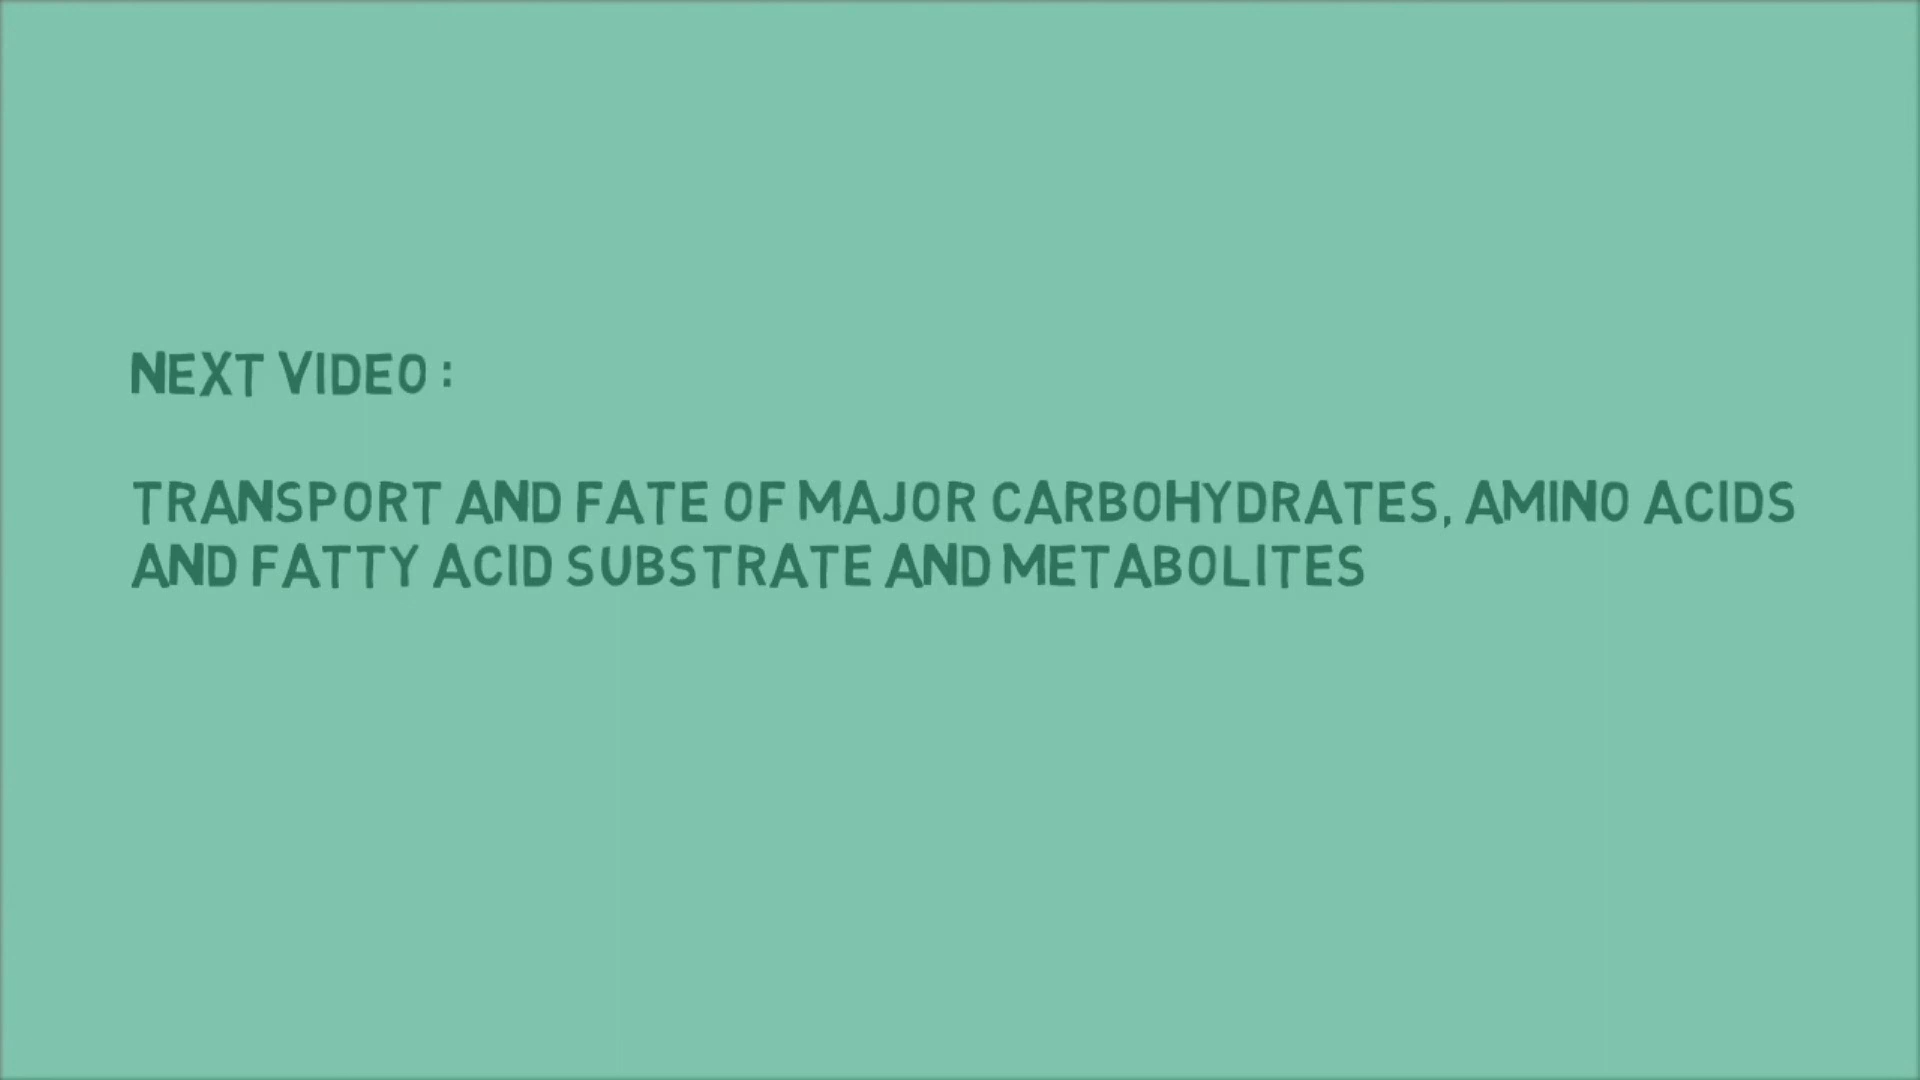 NEXT VIDEO :
TRANSPORT AND FATE OF MAJOR CARBOHYDRATES, AMINO ACIDS
AND FATTY ACID SUBSTRATE AND METABOLITES